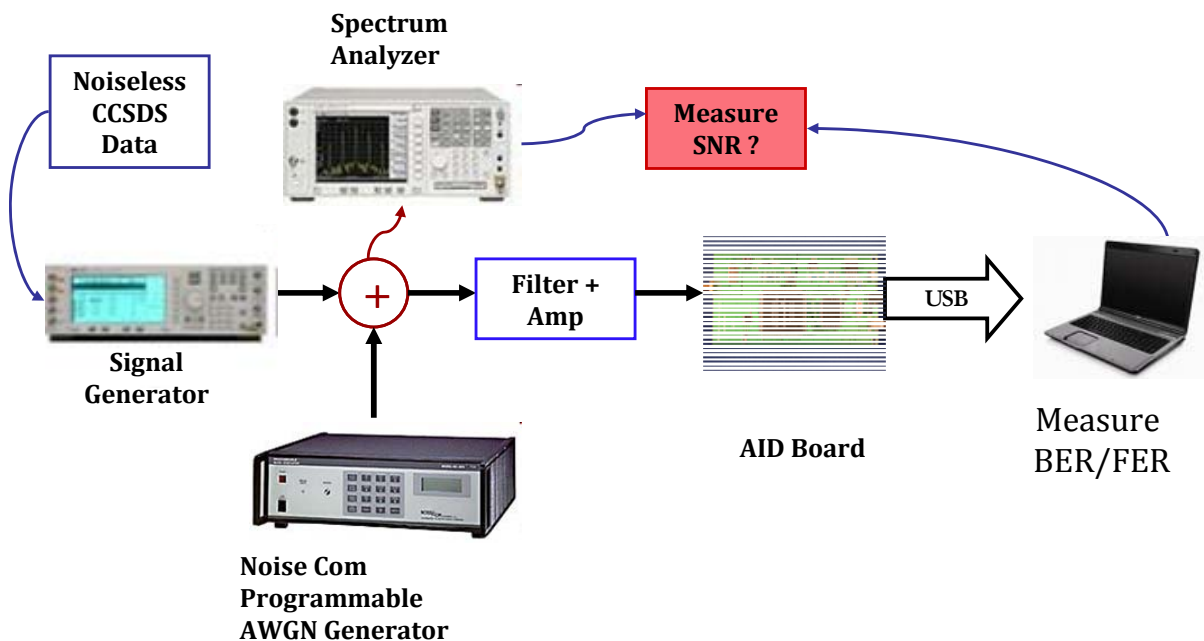 Spectrum
Analyzer
Noiseless
CCSDS
Data
Measure
SNR ?
+
Filter +
Amp
USB
Signal
Generator
AID Board
Measure
BER/FER
Noise Com
Programmable
AWGN Generator